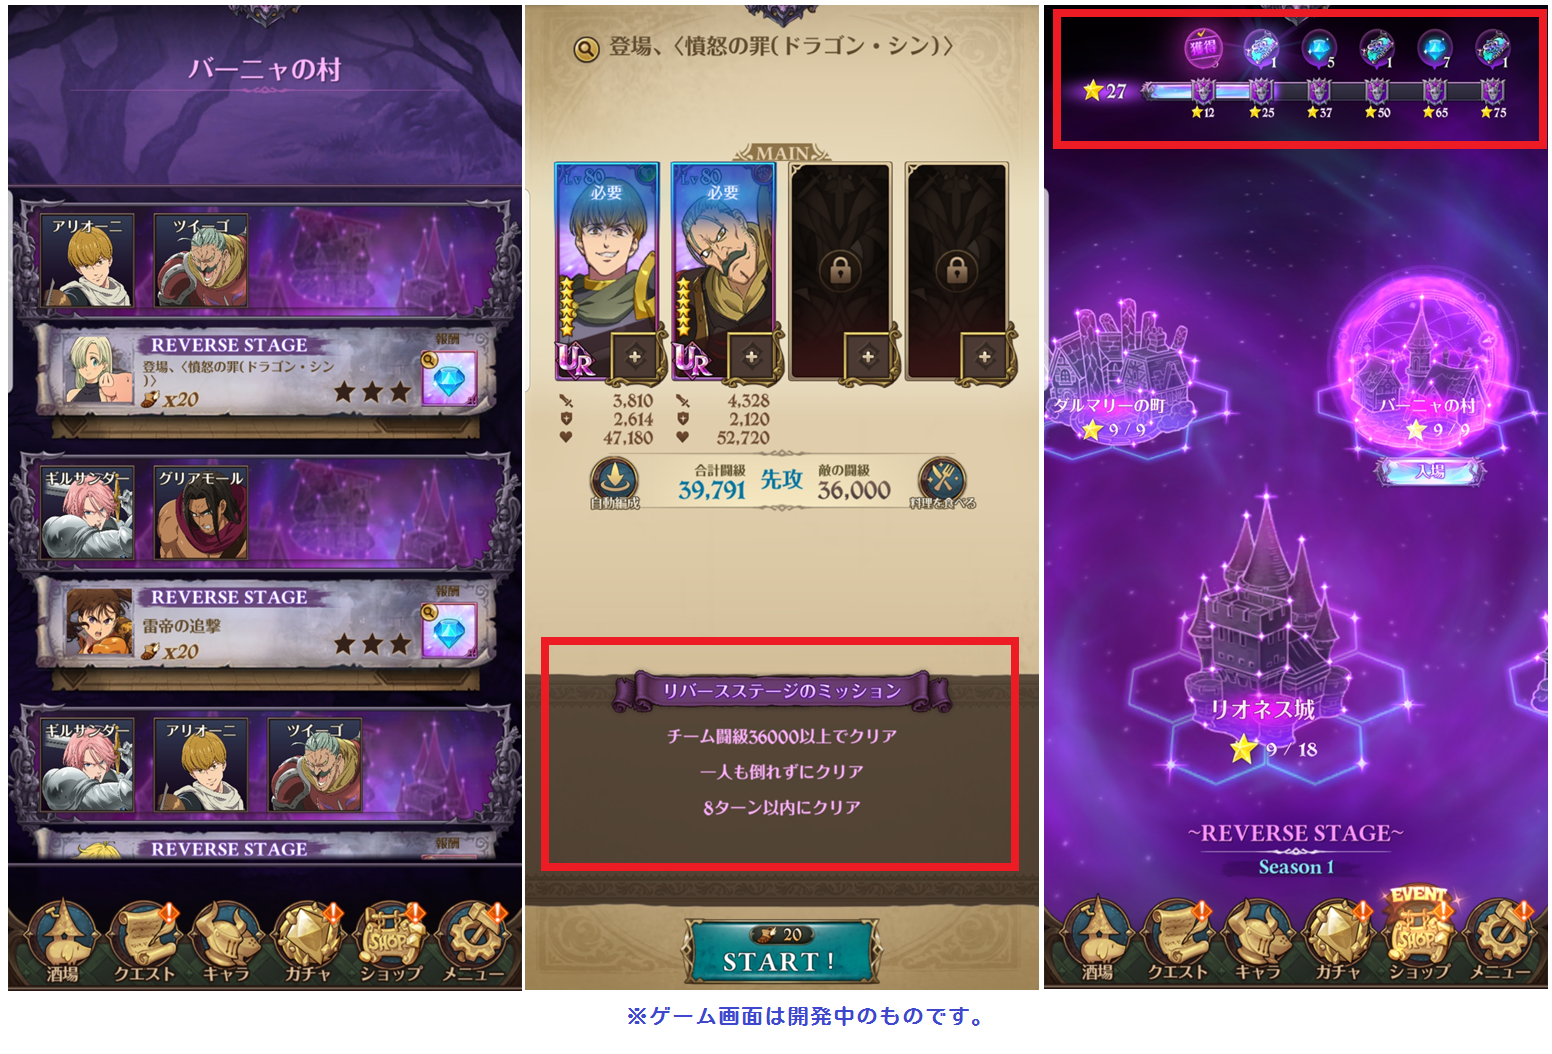 バーニャの村
アリオーニ
ツイーゴ
REVERSE STAGE
報酬
登場、〈憤怒の罪(ドラゴン・シン
)〉
x20
ギルサンダー
グリアモール
REVERSE STAGE
報酬
雷帝の追撃
x20
ギルサンダー
アリオーニ
ツイーゴ
REVERSE STAGE
報酬
酒場
クエスト
キャラ
ガチャ
SHOP
ショップ
メニュー
登場、〈憤怒の罪(ドラゴン・シン)〉
MAIN
Lv 80
必要
UR
Lv 80
必要
UR
3,810
2,614
47,180
4,328
2,120
52,720
自動編成
合計闘級
39,791
先攻
敵の闘級
36,000
料理を食べる
リバースステージのミッション
チーム闘級36000以上でクリア
一人も倒れずにクリア
8ターン以内にクリア
20
START!
獲得
1
5
1
7
1
27
12
25
37
50
65
75
ダルマリーの町
9/9
バーニャの村
9/9
入場
リオネス城
9/18
~REVERSE STAGE~
Season 1
酒場
クエスト
キャラ
ガチャ
EVENT
SHOP
ショップ
メニュー
※ゲーム画面は開発中のものです。